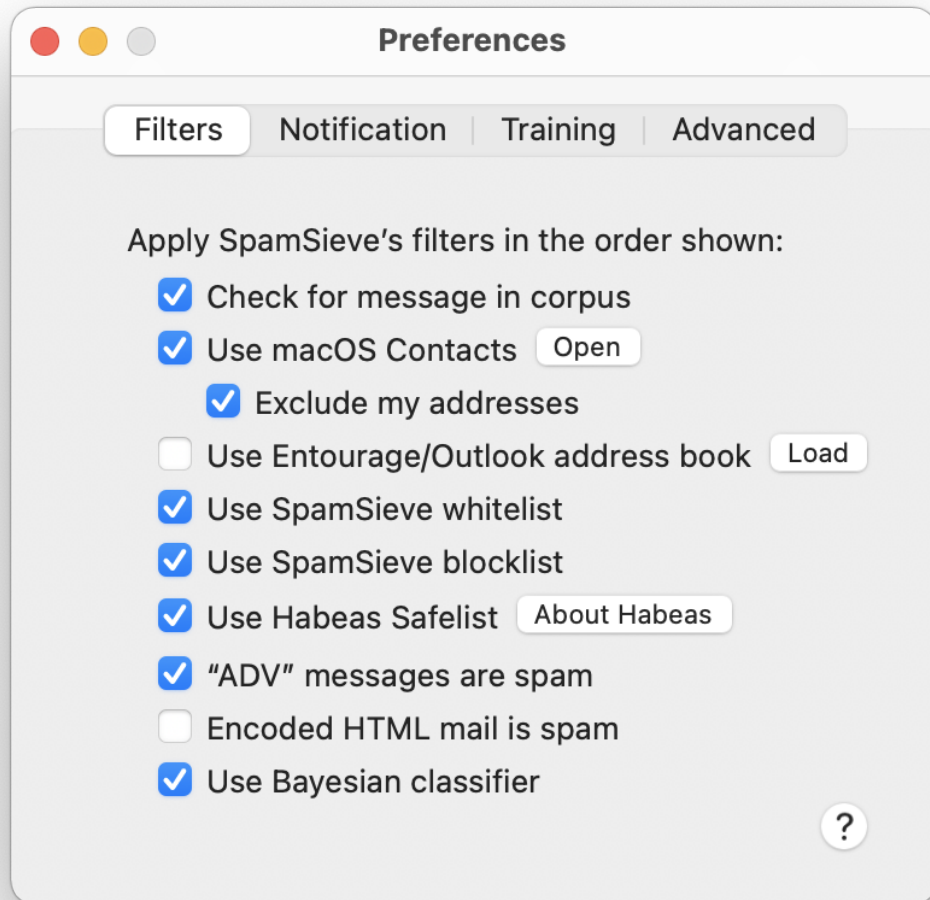 Preferences
Filters Notification Training Advanced
Apply SpamSieve’s filters in the order shown:
Check for message in corpus
Use macOS Contacts Open
Exclude my addresses
Use Entourage/Outlook address book Load
Use SpamSieve whitelist
Use SpamSieve blocklist
Use Habeas Safelist About Habeas
“ADV” messages are spam
Encoded HTML mail is spam
Use Bayesian classifier
?